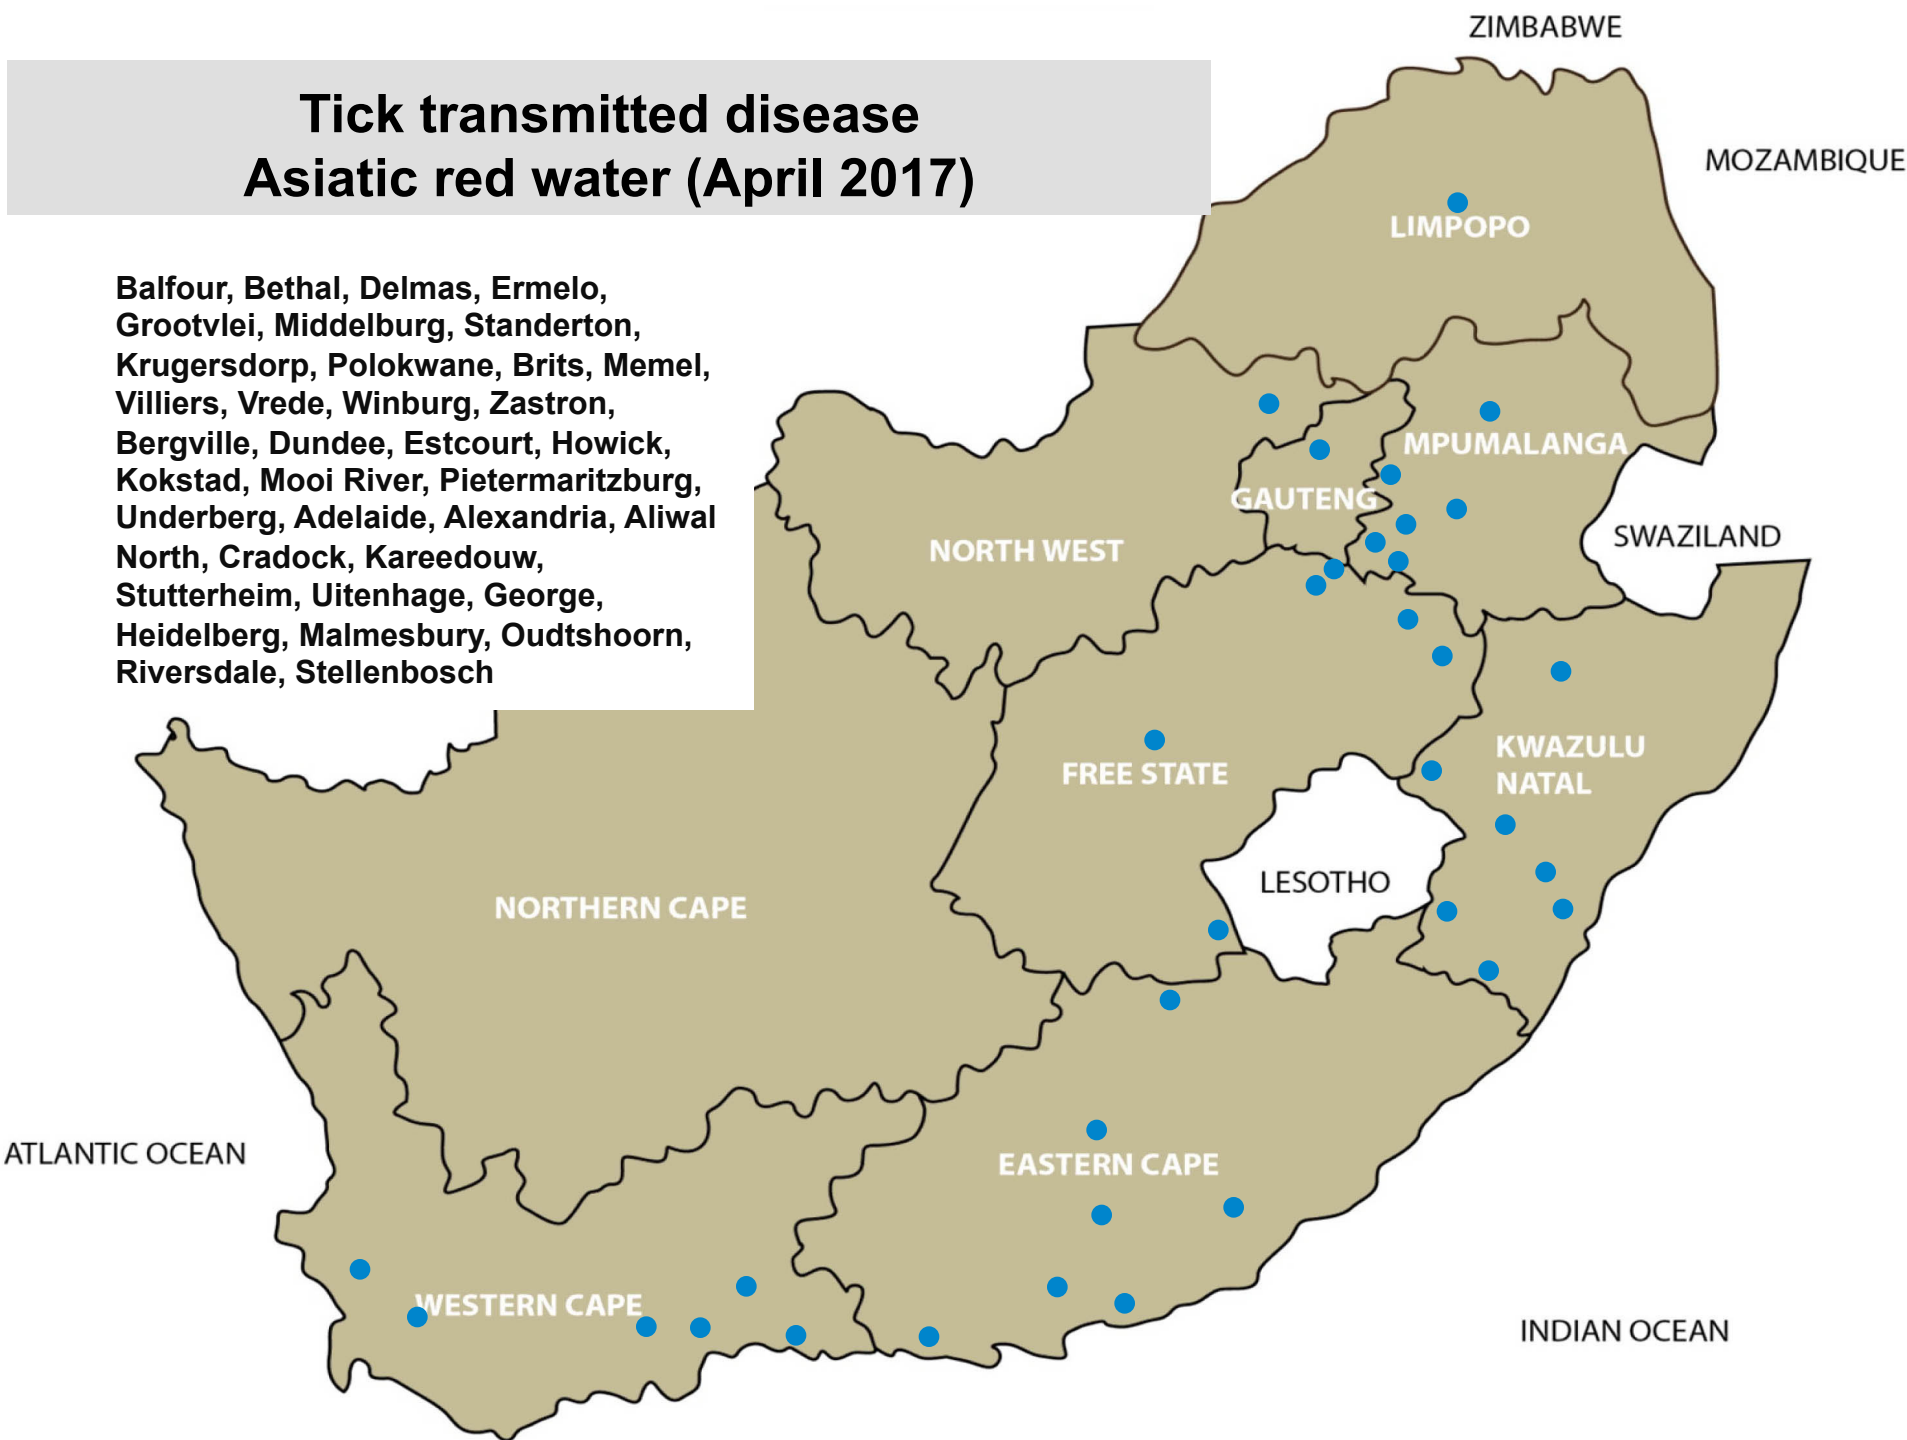 ZIMBABWE
Tick transmitted disease
Asiatic red water (April 2017)
MOZAMBIQUE
LIMPOPO
Balfour, Bethal, Delmas, Ermelo,
Grootvlei, Middelburg, Standerton,
Krugersdorp, Polokwane, Brits, Memel,
Villiers, Vrede, Winburg, Zastron,
Bergville, Dundee, Estcourt, Howick,
Kokstad, Mooi River, Pietermaritzburg,
Underberg, Adelaide, Alexandria, Aliwal
North, Cradock, Kareedouw,
Stutterheim, Uitenhage, George,
Heidelberg, Malmesbury, Oudtshoorn,
Riversdale, Stellenbosch
MPUMALANGA
GAUTENG
SWAZILAND
NORTH WEST
KWAZULU
NATAL
FREE STATE
LESOTHO
NORTHERN CAPE
ATLANTIC OCEAN
EASTERN CAPE
WESTERN CAPE
INDIAN OCEAN